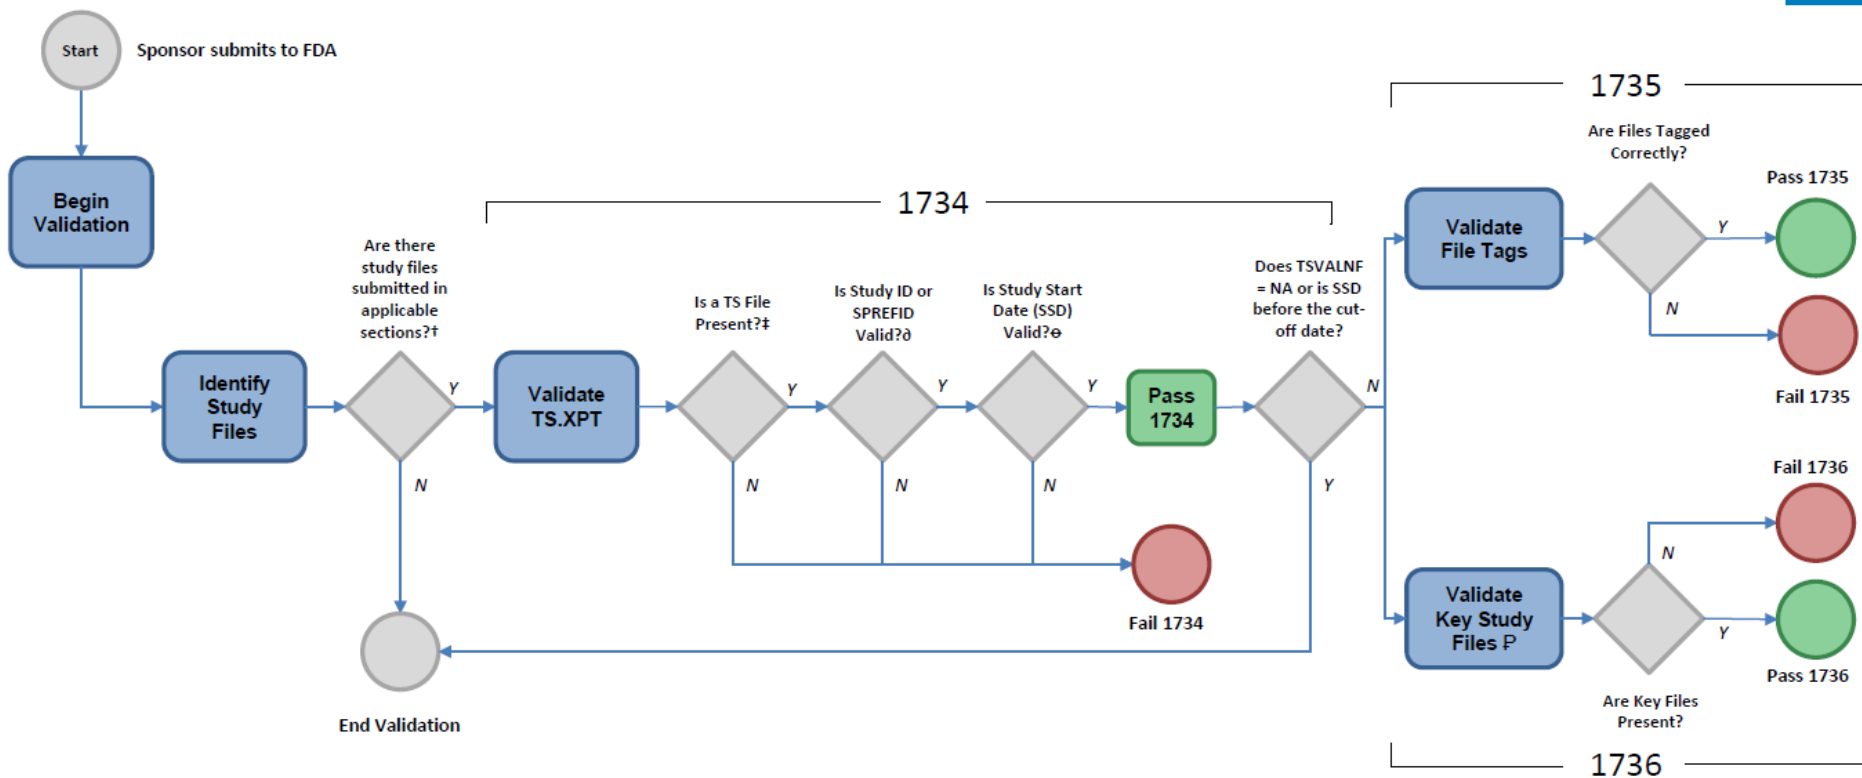 Start
Sponsor submits to FDA
Begin
Validation
Identify
Study
Files
Are there
study files
submitted in
applicable
sections?†
Y
N
End Validation
1734
Validate
TS.XPT
Is a TS File
Present?‡
Y
N
Is Study ID or
SPREFID
Valid?∂
Y
N
Is Study Start
Date (SSD)
Valid?ɵ
Y
N
Pass
1734
Fail 1734
Does TSVALNF
= NA or is SSD
before the cut-
off date?
N
Y
1735
Validate
File Tags
Are Files Tagged
Correctly?
Y
N
Pass 1735
Fail 1735
Validate
Key Study
Files Ᵽ
Are Key Files
Present?
N
Y
Fail 1736
Pass 1736
1736